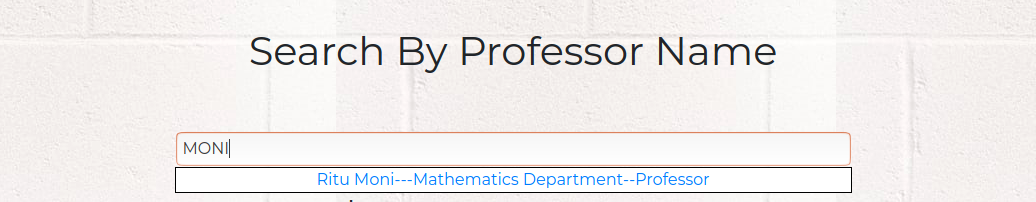 Search By Professor Name
MONI
Ritu Moni---Mathematics Department--Professor